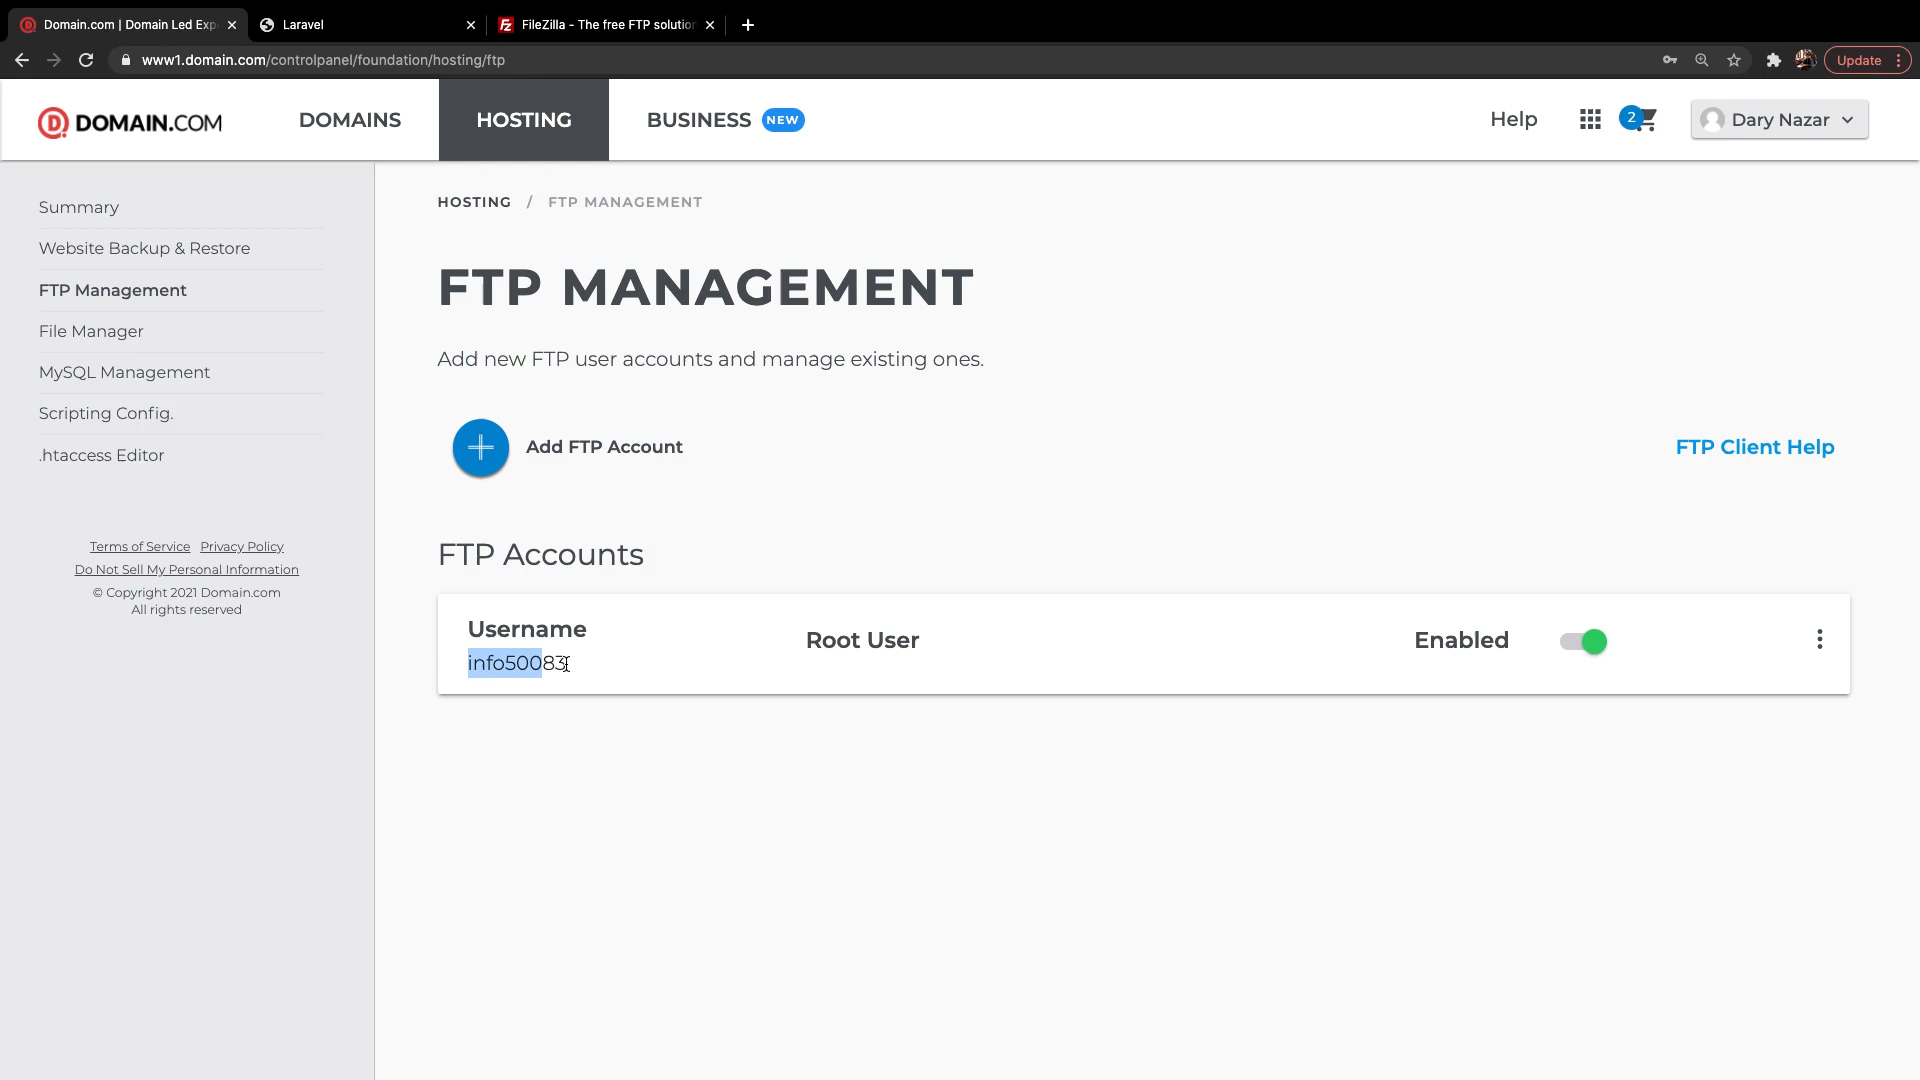 Domain.com | Domain Led Exp
Laravel
FileZilla - The free FTP solution
www1.domain.com/controlpanel/foundation/hosting/ftp
Update
DOMAIN.COM
DOMAINS
HOSTING
BUSINESS NEW
Help
2
Dary Nazar
Summary
Website Backup & Restore
FTP Management
File Manager
MySQL Management
Scripting Config.
.htaccess Editor
Terms of Service Privacy Policy
Do Not Sell My Personal Information
© Copyright 2021 Domain.com
All rights reserved
HOSTING / FTP MANAGEMENT
FTP MANAGEMENT
Add new FTP user accounts and manage existing ones.
Add FTP Account
FTP Client Help
FTP Accounts
Username
info50083
Root User
Enabled